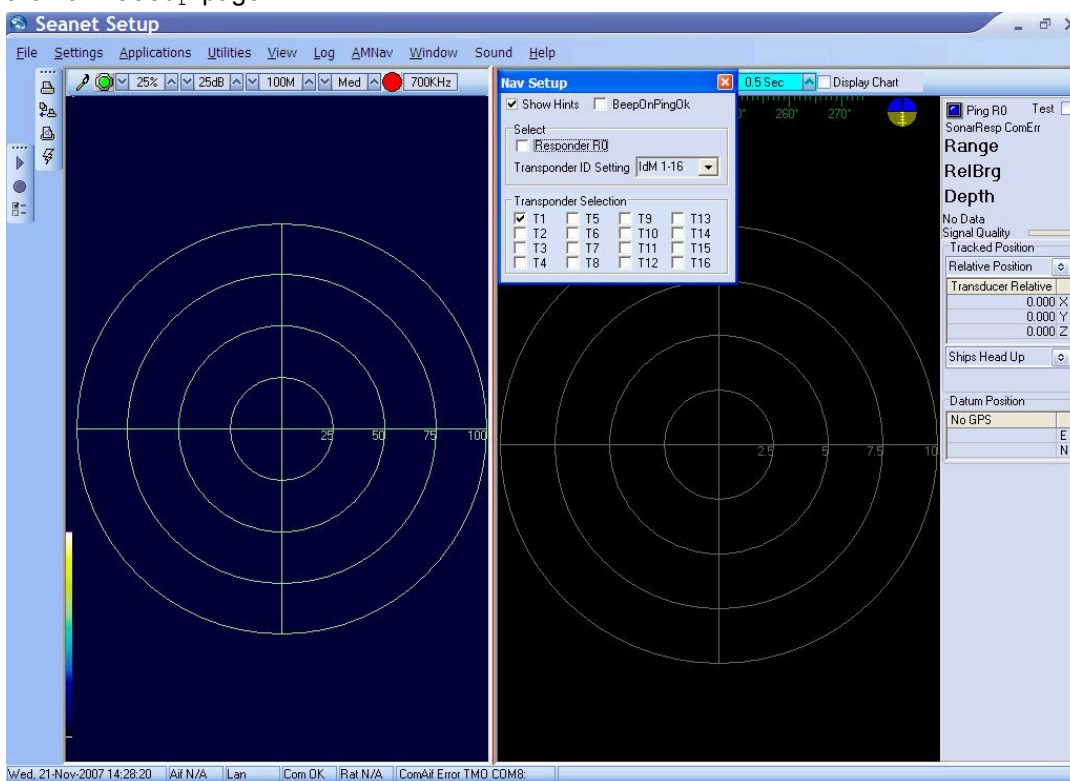 Seanet Setup
File Settings Applications Utilities View Log AMNav Window Sound Help
25% 25dB 100M Med 700KHz
Nav Setup
0.5 Sec Display Chart
Show Hints BeepOnPingOk
Select
Responder R0
Transponder ID Setting IdM 1-16
Transponder Selection
T1 T5 T9 T13
T2 T6 T10 T14
T3 T7 T11 T15
T4 T8 T12 T16
260° 270°
Ping R0 Test
SonarResp ComErr
Range
RelBrg
Depth
No Data
Signal Quality
Tracked Position
Relative Position
Transducer Relative
0.000 X
0.000 Y
0.000 Z
Ships Head Up
Datum Position
No GPS
E
N
25 50 75 100
2.5 5 7.5 10
Wed, 21-Nov-2007 14:28:20 Aif N/A Lan Com OK Rat N/A ComAif Error TMO COM8: